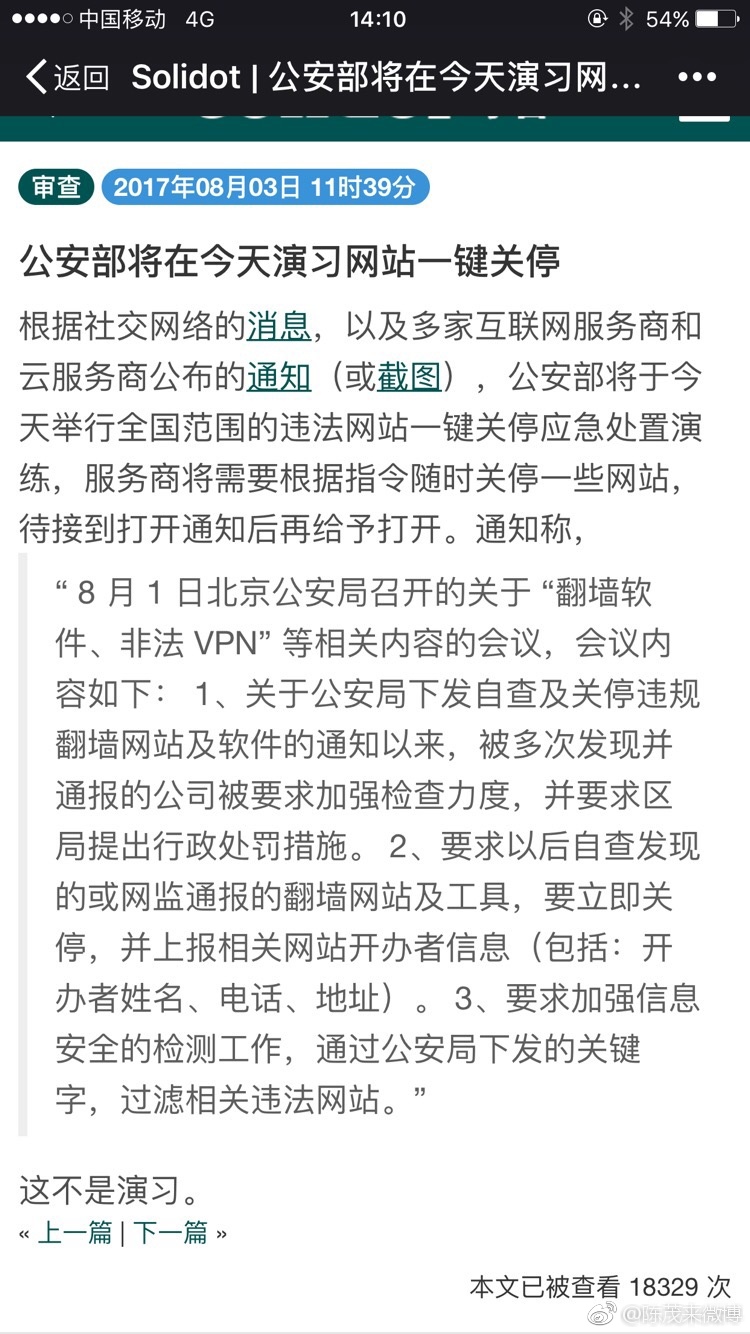 中国移动 4G 14:10 54%
返回 Solidot | 公安部将在今天演习网...
审查 2017年08月03日 11时39分
公安部将在今天演习网站一键关停
根据社交网络的消息，以及多家互联网服务商和
云服务商公布的通知（或截图），公安部将于今
天举行全国范围的违法网站一键关停应急处置演
练，服务商将需要根据指令随时关停一些网站，
待接到打开通知后再给予打开。通知称，
“ 8 月 1 日北京公安局召开的关于 “翻墙软
件、非法 VPN” 等相关内容的会议，会议内
容如下： 1、关于公安局下发自查及关停违规
翻墙网站及软件的通知以来，被多次发现并
通报的公司被要求加强检查力度，并要求区
局提出行政处罚措施。 2、要求以后自查发现
的或网监通报的翻墙网站及工具，要立即关
停，并上报相关网站开办者信息（包括：开
办者姓名、电话、地址）。 3、要求加强信息
安全的检测工作，通过公安局下发的关键
字，过滤相关违法网站。”
这不是演习。
« 上一篇 | 下一篇 »
本文已被查看 18329 次
@陈茂来微博